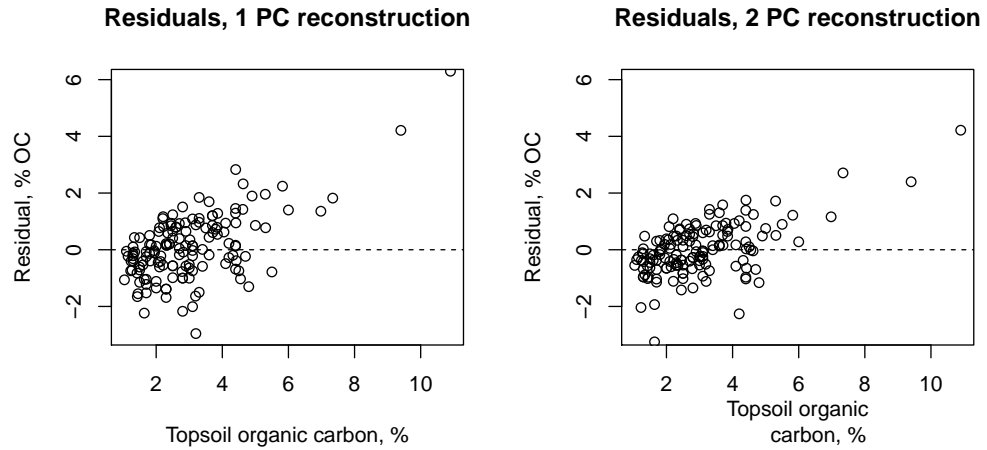 Residuals, 1 PC reconstruction
Residual, % OC
6
4
2
0
−2
2 4 6 8 10
Topsoil organic carbon, %
Residuals, 2 PC reconstruction
Residual, % OC
6
4
2
0
−2
2 4 6 8 10
Topsoil organic
carbon, %